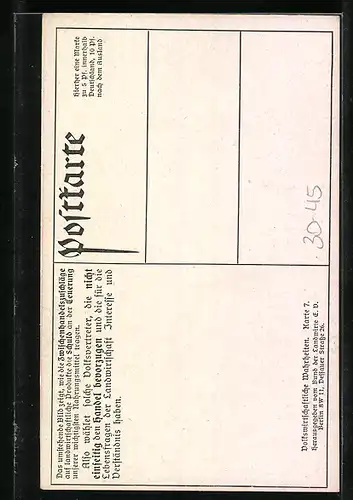 Das umstehende Bild zeigt, wie die Zwischenhandelszuschläge
auf landwirtschaftliche Produkte die Schuld an der Teuerung
unserer wichtigsten Nahrungsmittel tragen.
Also wählet solche Volksvertreter, die nicht
einseitig den Handel bevorzugen und die für die
Lebensfragen der Landwirtschaft Interesse und
Verständnis haben.
Volkswirtschaftliche Wahrheiten. Karte 7.
Herausgegeben vom Bund der Landwirte E. V.
Berlin SW 11, Dessauer Straße 26.
Postkarte
Hierher eine Marke
zu 5 Pf. innerhalb
Deutschland, 10 Pf.
nach dem Ausland
30-45